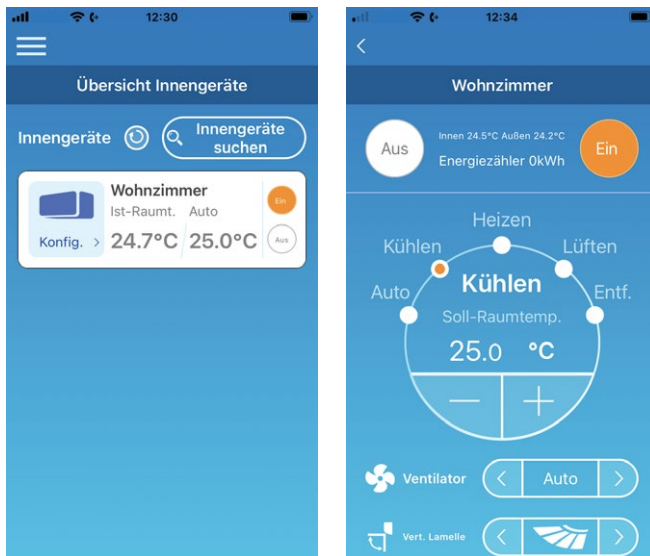 12:30
Übersicht Innengeräte
Innengeräte
Innengeräte
suchen
Wohnzimmer
Ist-Raumt. Auto
Konfig. > 24.7°C 25.0°C
Ein
Aus
12:34
Wohnzimmer
Aus
Innen 24.5°C Außen 24.2°C
Energiezähler 0kWh
Ein
Heizen
Kühlen
Lüften
Auto
Kühlen
Entf.
Soll-Raumtemp.
25.0 °C
Ventilator
Auto
Vert. Lamelle